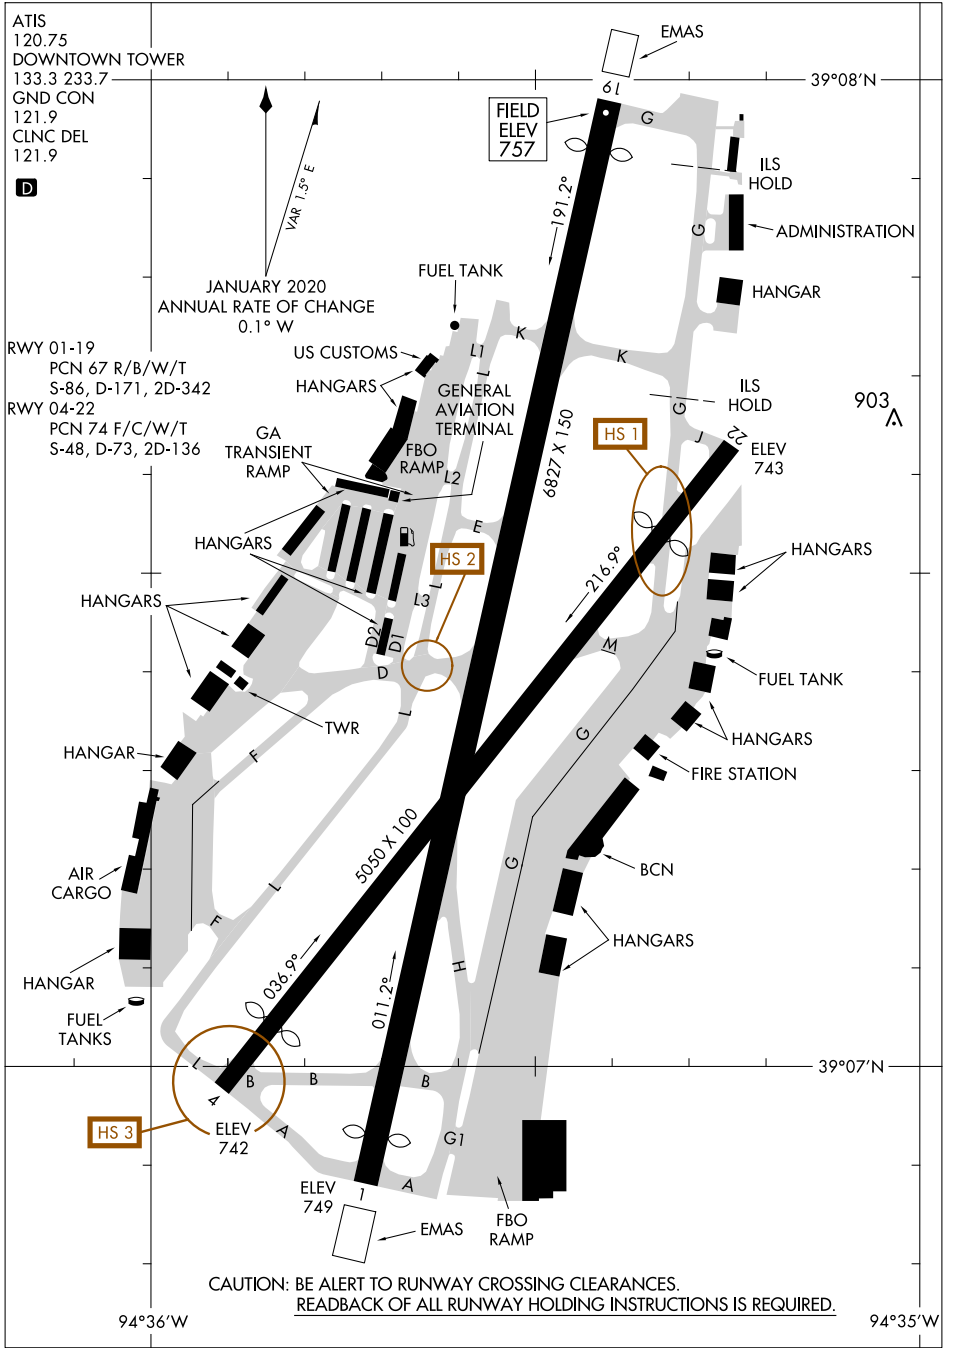 ATIS
120.75
DOWNTOWN TOWER
133.3 233.7
GND CON
121.9
CLNC DEL
121.9
D
EMAS
39°08'N
19
FIELD
ELEV
757
G
ILS
HOLD
VAR 1.5° E
191.2°
G
ADMINISTRATION
JANUARY 2020
ANNUAL RATE OF CHANGE
0.1° W
FUEL TANK
HANGAR
RWY 01-19
PCN 67 R/B/W/T
S-86, D-171, 2D-342
RWY 04-22
PCN 74 F/C/W/T
S-48, D-73, 2D-136
US CUSTOMS
HANGARS
L1
K
K
L
GENERAL
AVIATION
TERMINAL
ILS
HOLD
903
G
J
22
ELEV
743
HS 1
6827 X 150
GA
TRANSIENT
RAMP
FBO
RAMP
L2
E
HANGARS
HS 2
216.9°
HANGARS
HANGARS
L
L3
D2
D1
D
M
FUEL TANK
L
TWR
G
HANGARS
HANGAR
F
FIRE STATION
5050 X 100
AIR
CARGO
L
G
BCN
F
HANGARS
HANGAR
036.9°
011.2°
H
FUEL
TANKS
L
B
B
B
39°07'N
4
HS 3
ELEV
742
A
G1
ELEV
749
1
A
EMAS
FBO
RAMP
CAUTION: BE ALERT TO RUNWAY CROSSING CLEARANCES.
READBACK OF ALL RUNWAY HOLDING INSTRUCTIONS IS REQUIRED.
94°36'W
94°35'W